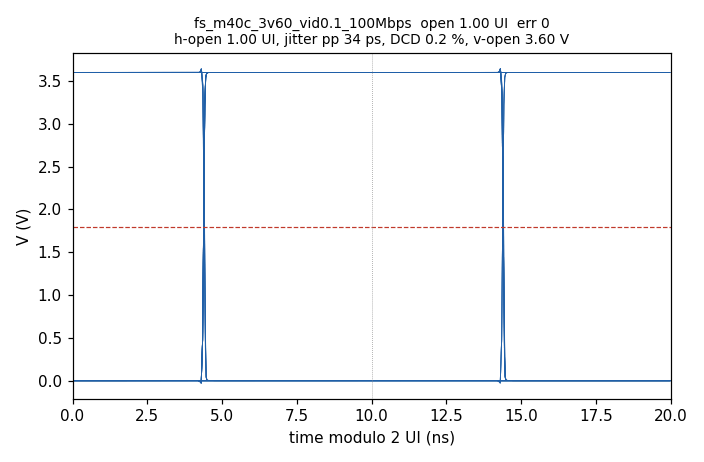 fs_m40c_3v60_vid0.1_100Mbps  open 1.00 UI  err 0
h-open 1.00 UI, jitter pp 34 ps, DCD 0.2 %, v-open 3.60 V
V (V)
3.5
3.0
2.5
2.0
1.5
1.0
0.5
0.0
0.0 2.5 5.0 7.5 10.0 12.5 15.0 17.5 20.0
time modulo 2 UI (ns)